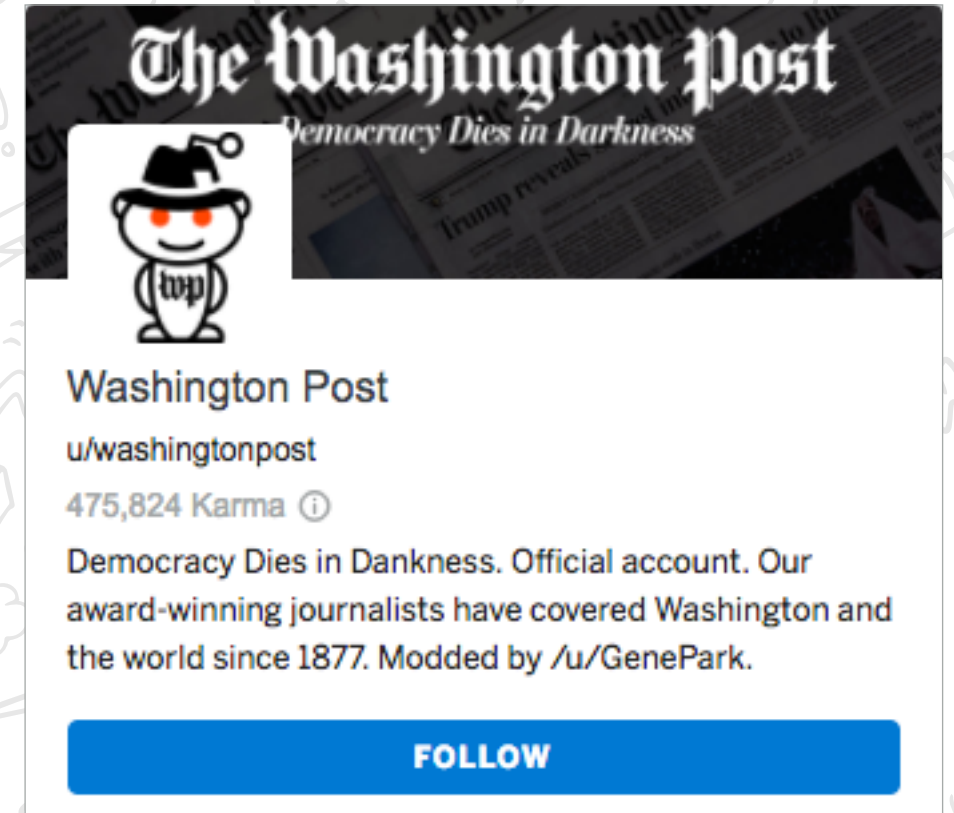 The Washington Post
Democracy Dies in Darkness
Trump reveals
wp
Washington Post
u/washingtonpost
475,824 Karma
Democracy Dies in Dankness. Official account. Our
award-winning journalists have covered Washington and
the world since 1877. Modded by /u/GenePark.
FOLLOW